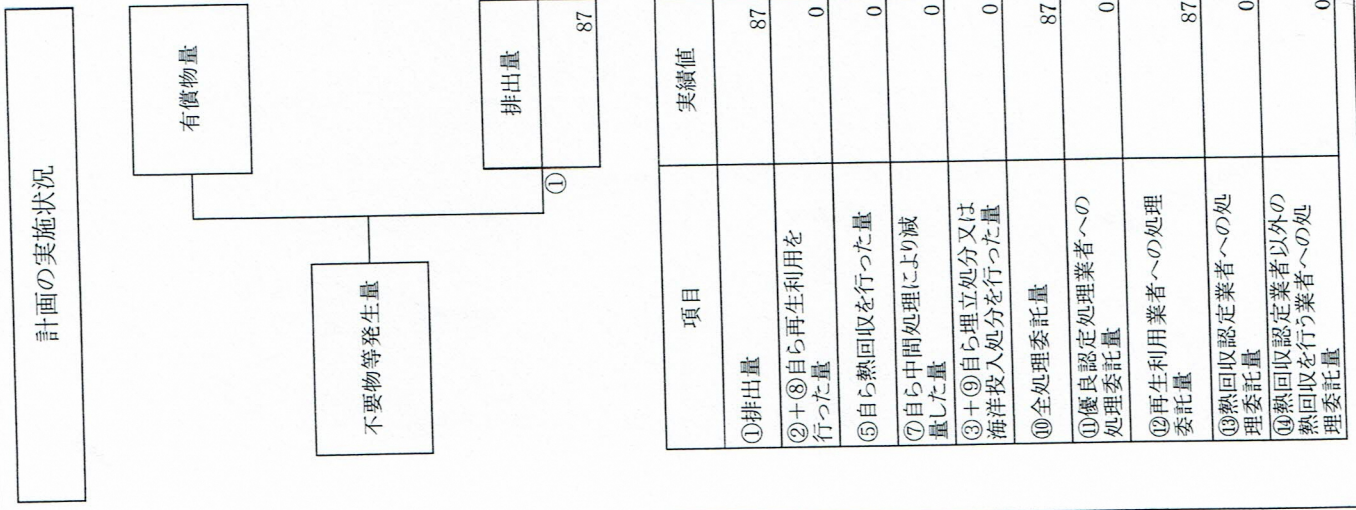 計画の実施状況
有償物量
不要物等発生量
排出量
①
87
項目
実績値
①排出量
87
②+⑧自ら再生利用を
行った量
0
⑤自ら熱回収を行った量
0
⑦自ら中間処理により減
量した量
0
③+⑨自ら埋立処分又は
海洋投入処分を行った量
0
⑩全処理委託量
87
⑪優良認定処理業者への
処理委託量
0
⑫再生利用業者への処理
委託量
87
⑬熱回収認定業者への処
理委託量
0
⑭熱回収認定業者以外の
熱回収を行う業者への処
理委託量
0